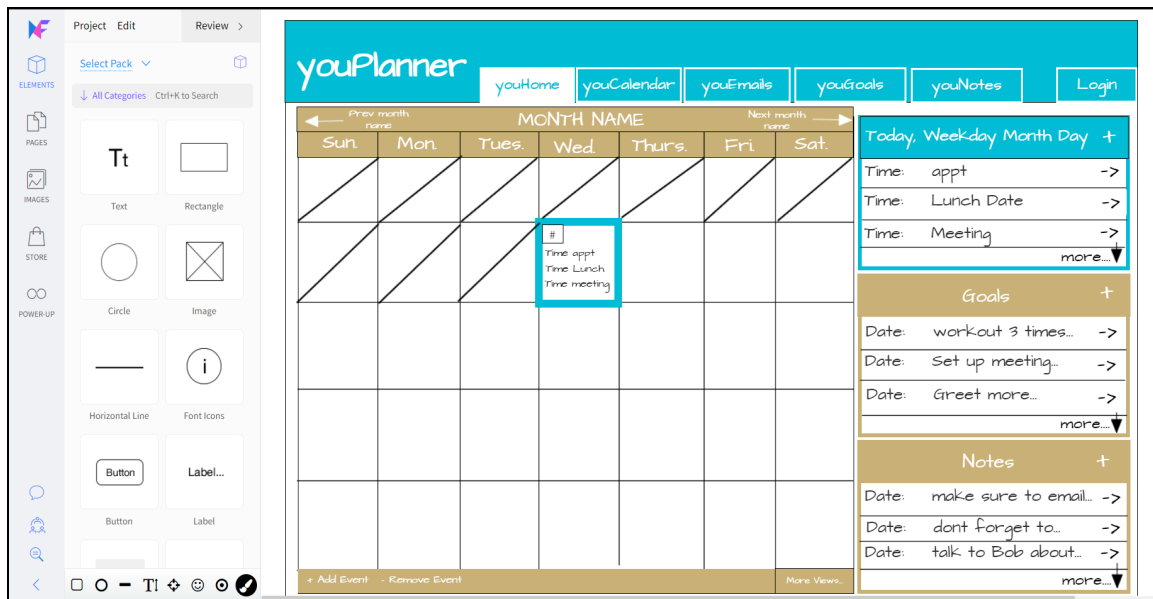 Project Edit Review >
Select Pack
ELEMENTS
↓ All Categories Ctrl+K to Search
PAGES
Tt
Text
Rectangle
IMAGES
STORE
Circle
Image
POWER-UP
i
Horizontal Line
Font Icons
Button
Label...
Button
Label
T
youPlanner
youHome
youCalendar
youEmails
youGoals
youNotes
Login
Prev month name
MONTH NAME
Next month name
Sun. Mon. Tues. Wed. Thurs. Fri. Sat.
#
Time appt
Time Lunch
Time meeting
+ Add Event - Remove Event
More Views..
Today, Weekday Month Day +
Time: appt ->
Time: Lunch Date ->
Time: Meeting ->
more....
Goals +
Date: workout 3 times... ->
Date: Set up meeting... ->
Date: Greet more... ->
more....
Notes +
Date: make sure to email... ->
Date: dont forget to... ->
Date: talk to Bob about... ->
more....